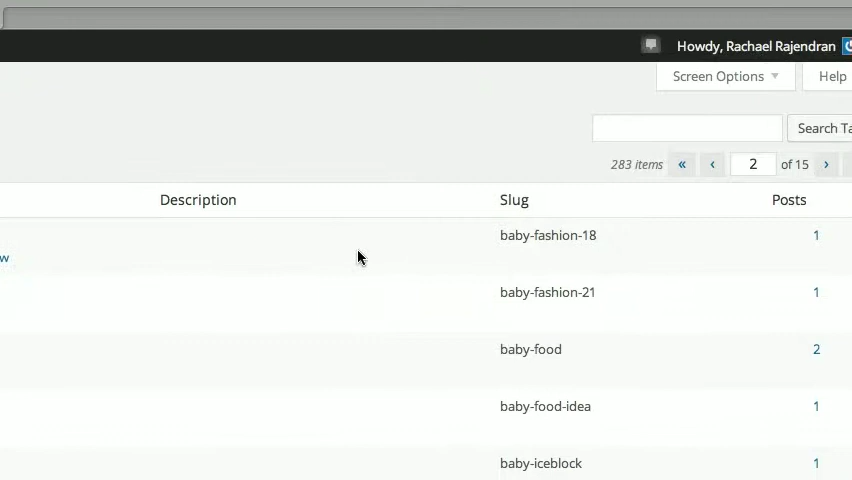 Howdy, Rachael Rajendran
Screen Options Help
Search Ta
283 items « ‹ 2 of 15 ›
Description Slug Posts
baby-fashion-18 1
w
baby-fashion-21 1
baby-food 2
baby-food-idea 1
baby-iceblock 1